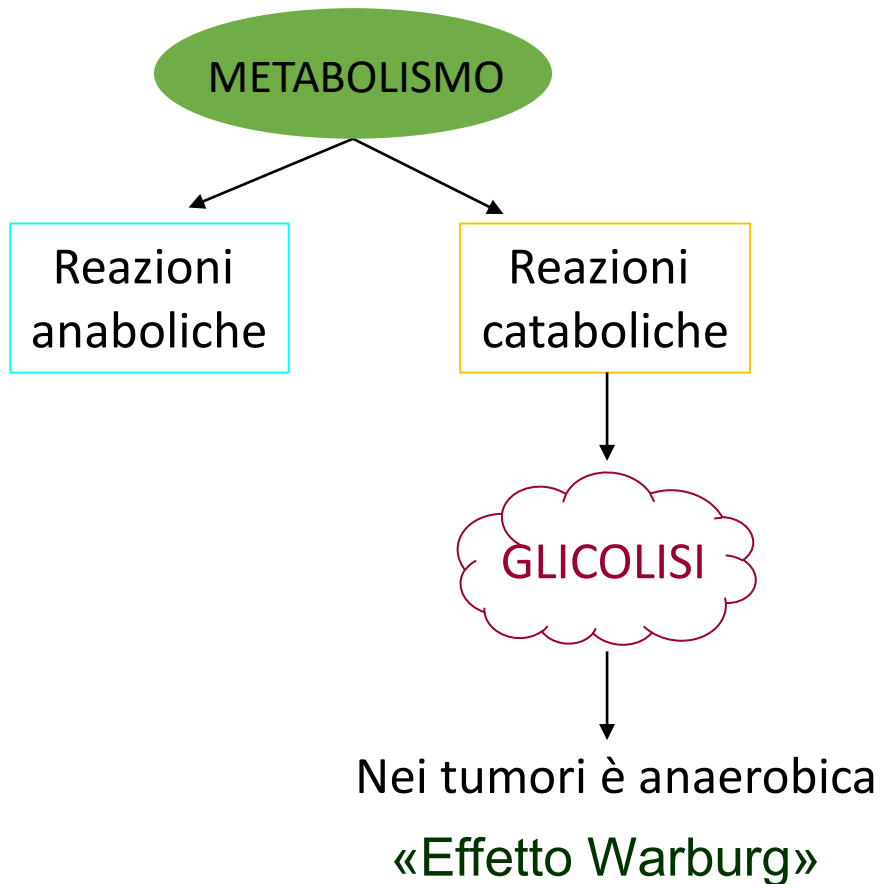 METABOLISMO
Reazioni
anaboliche
Reazioni
cataboliche
GLICOLISI
Nei tumori è anaerobica
«Effetto Warburg»